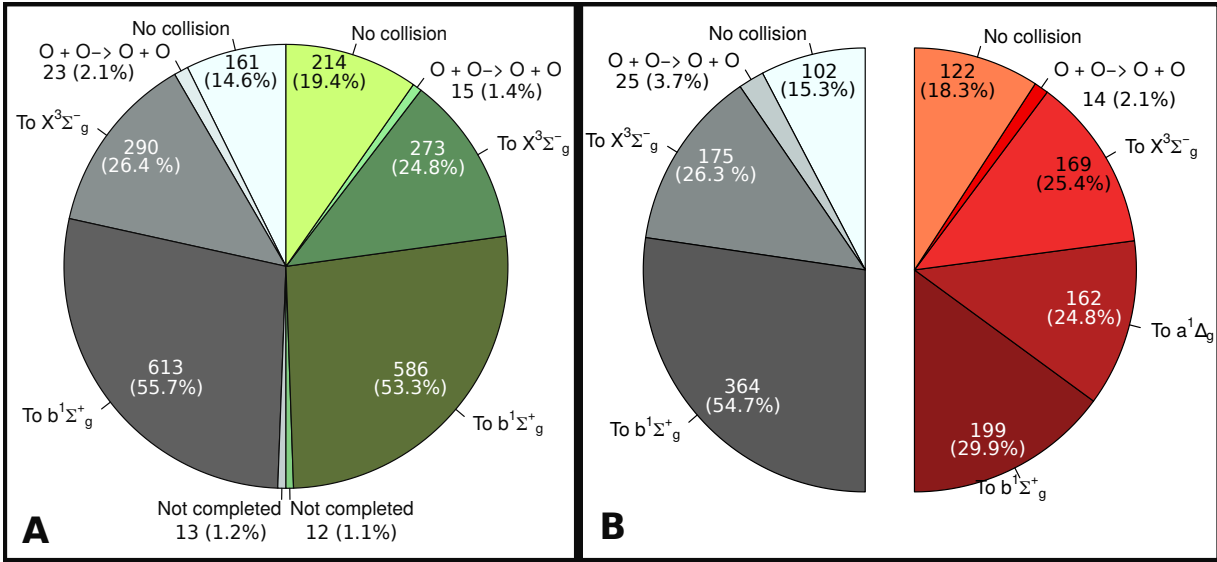 No collision
161
(14.6%)
O + O–> O + O
23 (2.1%)
To X³Σ⁻g
290
(26.4 %)
613
(55.7%)
To b¹Σ⁺g
Not completed
13 (1.2%)
No collision
214
(19.4%)
O + O–> O + O
15 (1.4%)
273
(24.8%)
To X³Σ⁻g
586
(53.3%)
To b¹Σ⁺g
Not completed
12 (1.1%)
A
No collision
102
(15.3%)
O + O–> O + O
25 (3.7%)
To X³Σ⁻g
175
(26.3 %)
364
(54.7%)
To b¹Σ⁺g
No collision
122
(18.3%)
O + O–> O + O
14 (2.1%)
To X³Σ⁻g
169
(25.4%)
162
(24.8%)
To a¹Δg
199
(29.9%)
To b¹Σ⁺g
B